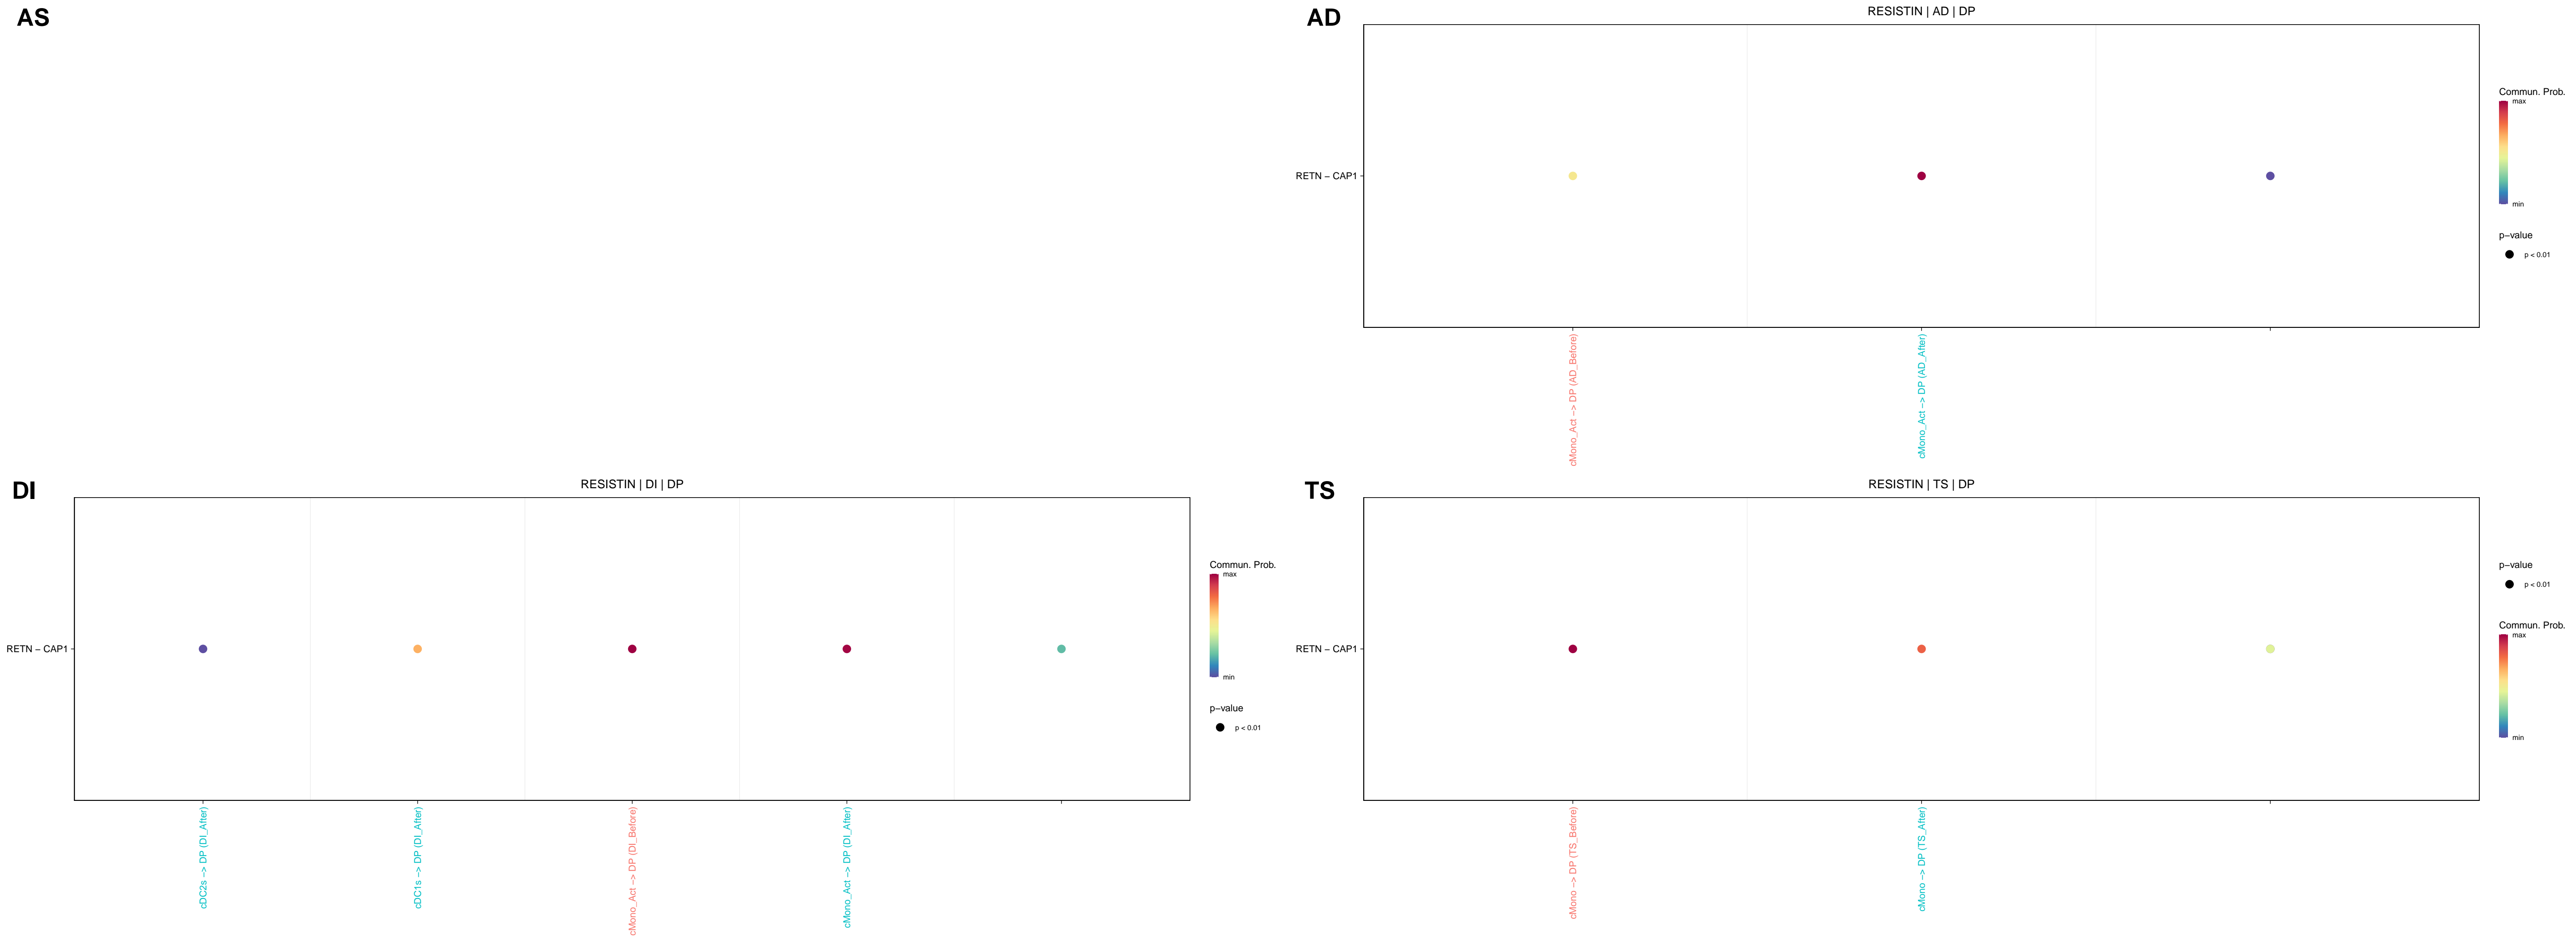 AS
AD
RESISTIN | AD | DP
RETN − CAP1
cMono_Act −> DP (AD_Before)
cMono_Act −> DP (AD_After)
Commun. Prob.
max
min
p−value
p < 0.01
DI
RESISTIN | DI | DP
RETN − CAP1
cDC2s −> DP (DI_After)
cDC1s −> DP (DI_After)
cMono_Act −> DP (DI_Before)
cMono_Act −> DP (DI_After)
Commun. Prob.
max
min
p−value
p < 0.01
TS
RESISTIN | TS | DP
RETN − CAP1
cMono −> DP (TS_Before)
cMono −> DP (TS_After)
p−value
p < 0.01
Commun. Prob.
max
min